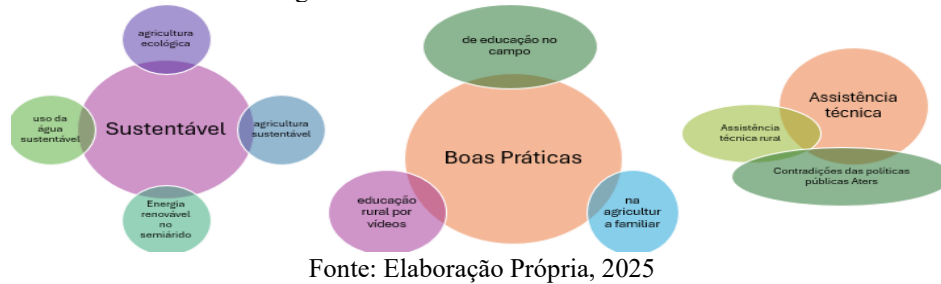 agricultura
ecológica
uso da
água
sustentável
Sustentável
agricultura
sustentável
Energia
renovável
no
semiárido
de educação no
campo
Boas Práticas
educação
rural por
vídeos
na
agricultur
a familiar
Assistência
técnica
Assistência
técnica rural
Contradições das políticas
públicas Aters
Fonte: Elaboração Própria, 2025